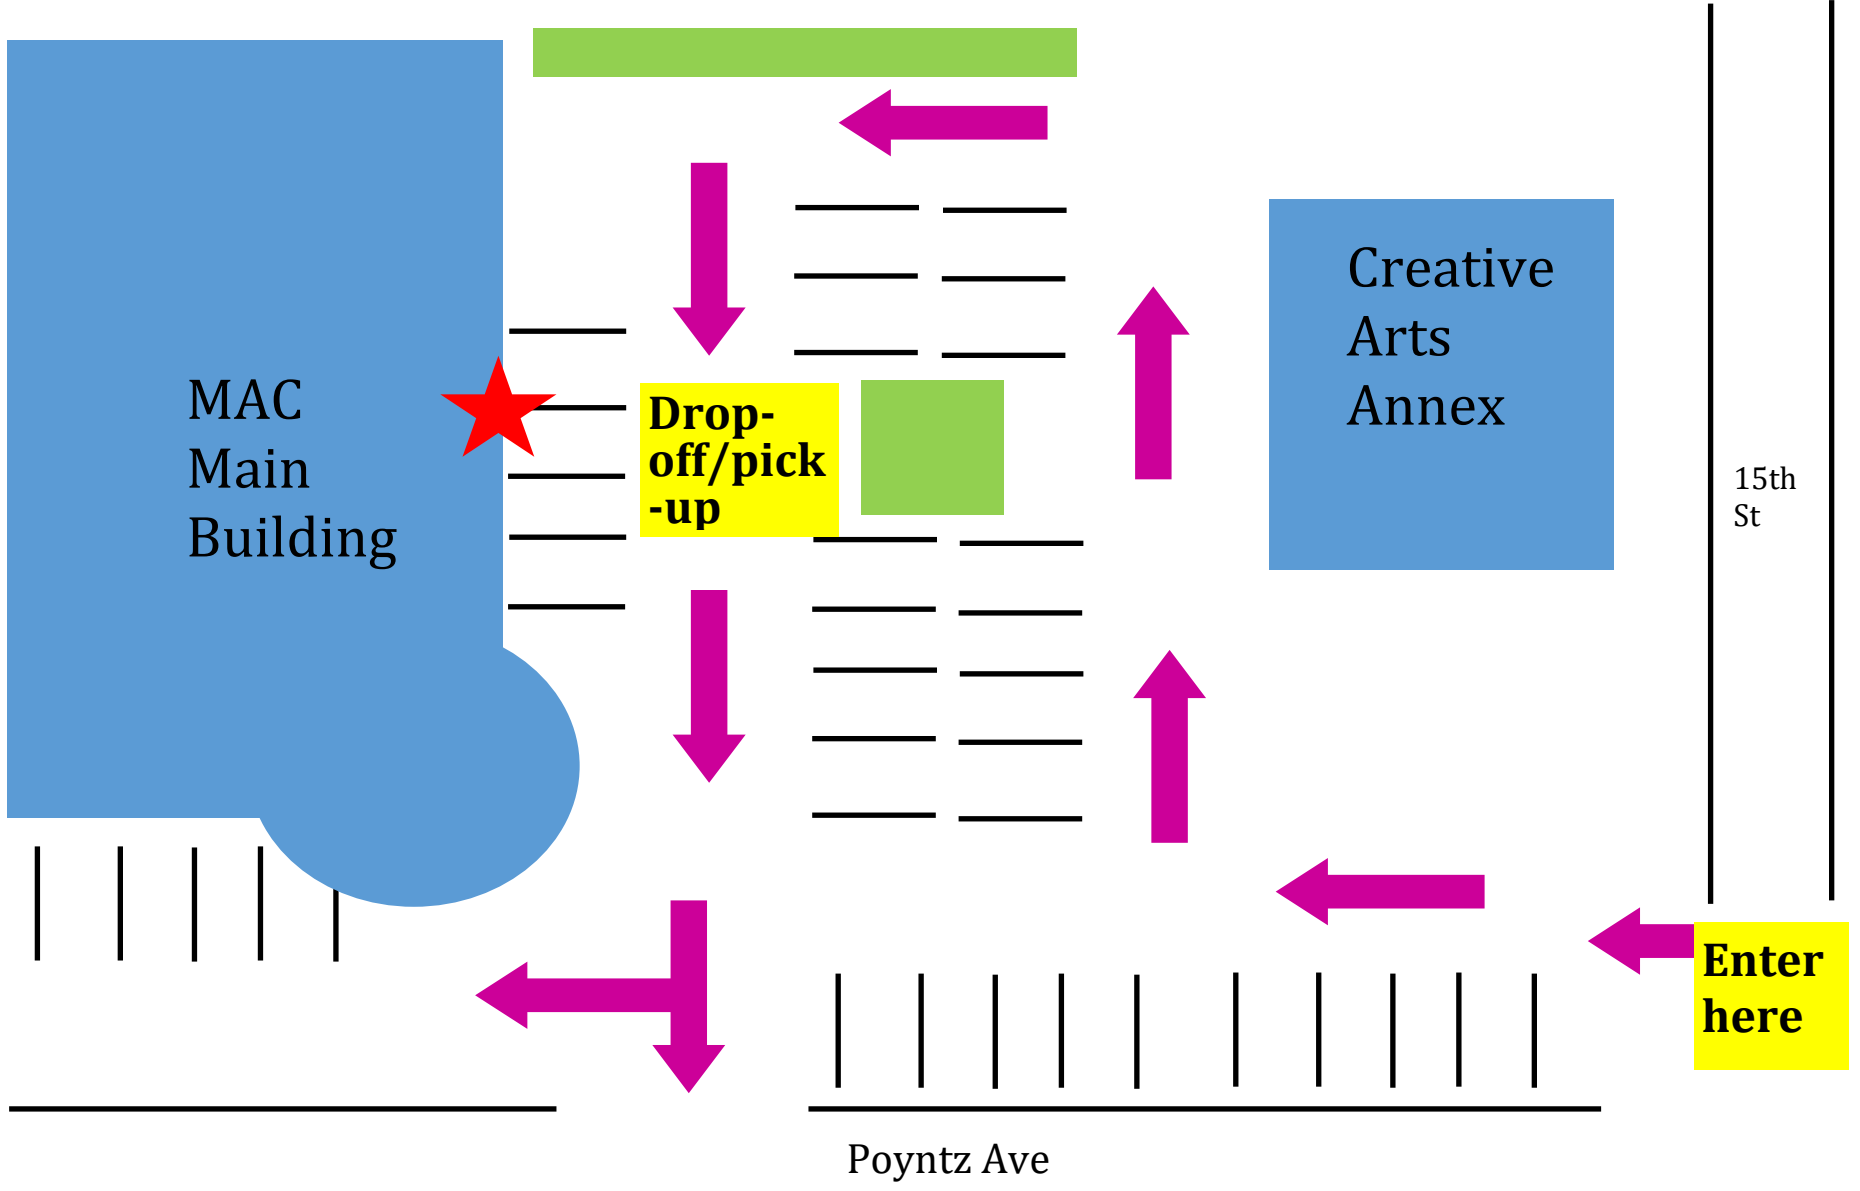 MAC
Main
Building
Drop-
off/pick
-up
Creative
Arts
Annex
15th
St
Enter
here
Poyntz Ave